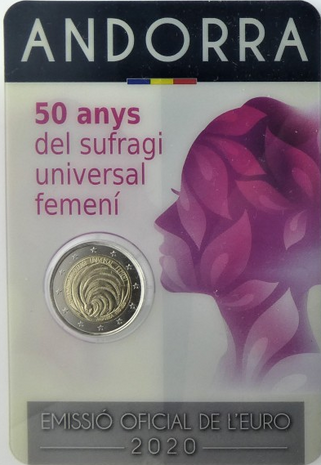 ANDORRA
50 anys
del sufragi
universal
femení
EMISSIÓ OFICIAL DE L'EURO
2020